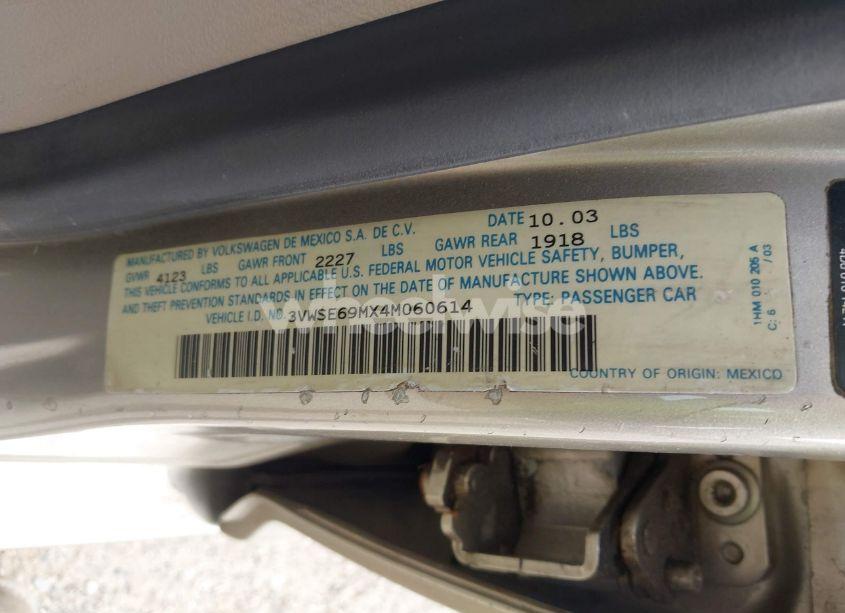 MANUFACTURED BY VOLKSWAGEN DE MEXICO S.A. DE C.V. DATE 10.03
GVWR 4123 LBS GAWR FRONT 2227 LBS GAWR REAR 1918 LBS
THIS VEHICLE CONFORMS TO ALL APPLICABLE U.S. FEDERAL MOTOR VEHICLE SAFETY, BUMPER,
AND THEFT PREVENTION STANDARDS IN EFFECT ON THE DATE OF MANUFACTURE SHOWN ABOVE.
VEHICLE I.D. NO. 3VWSE69MX4M060614 TYPE: PASSENGER CAR
COUNTRY OF ORIGIN: MEXICO
1HM 010 205 A
C: 6 /03
wheelwise